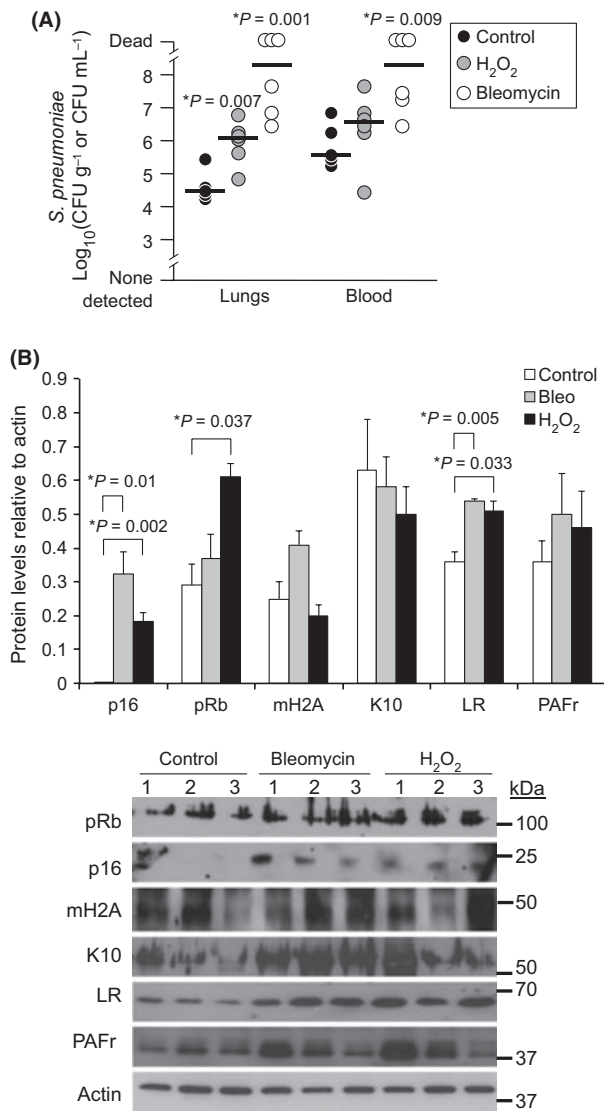 (A)
*P = 0.001
*P = 0.009
Dead
Control
H₂O₂
Bleomycin
8
*P = 0.007
7
6
5
4
3
S. pneumoniae
Log₁₀(CFU g⁻¹ or CFU mL⁻¹)
None
detected
Lungs
Blood
(B)
0.9
Control
Bleo
H₂O₂
0.8
*P = 0.037
*P = 0.005
0.7
*P = 0.033
0.6
*P = 0.01
0.5
*P = 0.002
0.4
0.3
0.2
0.1
0
Protein levels relative to actin
p16 pRb mH2A K10 LR PAFr
Control Bleomycin H₂O₂
1 2 3 1 2 3 1 2 3 kDa
pRb 100
p16 25
mH2A 50
K10 50
LR 70
PAFr 37
Actin 37